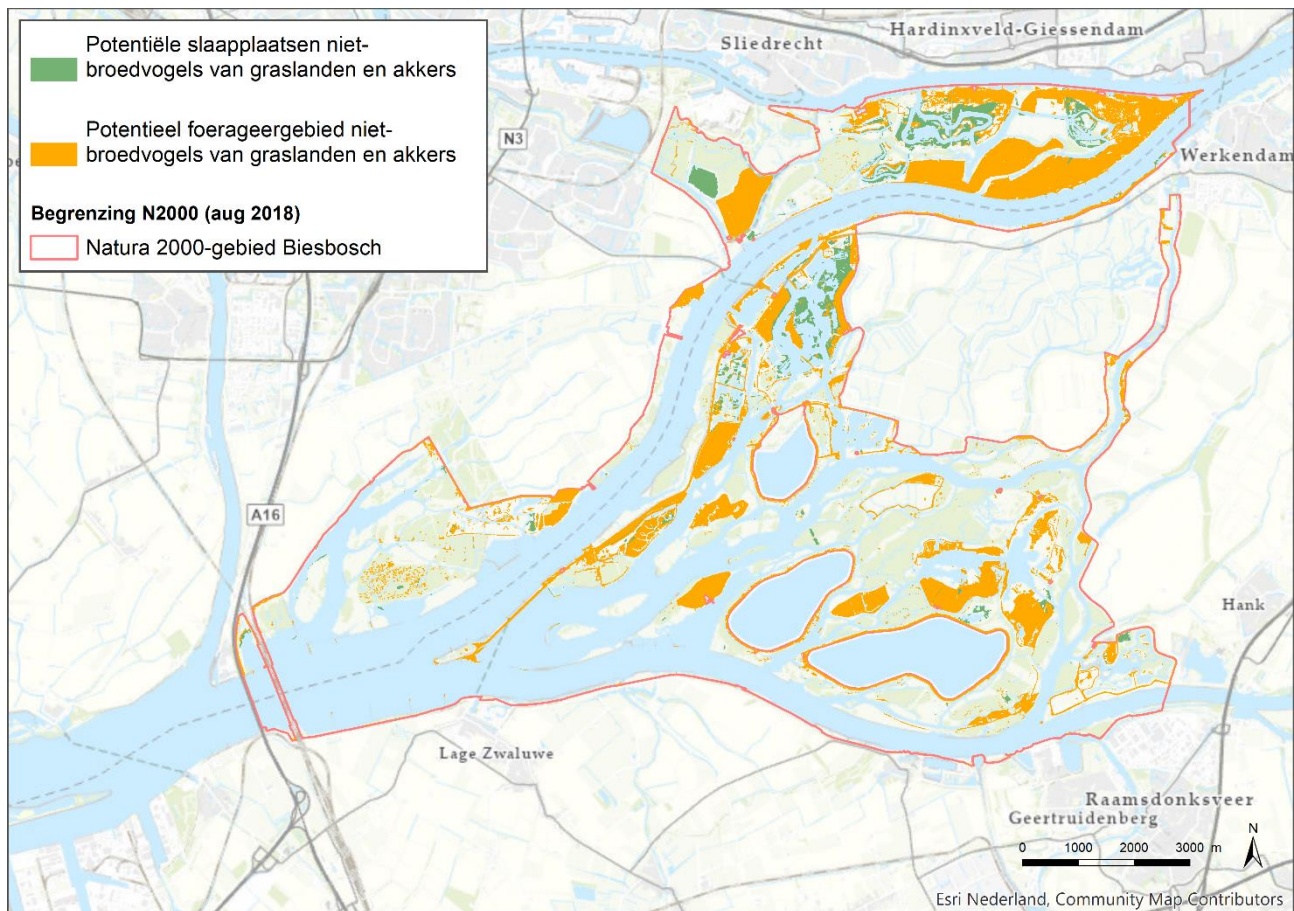 Potentiële slaapplaatsen niet-
broedvogels van graslanden en akkers
Potentieel foerageergebied niet-
broedvogels van graslanden en akkers
Begrenzing N2000 (aug 2018)
Natura 2000-gebied Biesbosch
Hardinxveld-Giessendam
Sliedrecht
N3
Werkendam
A16
Hank
Lage Zwaluwe
Raamsdonksveer
Geertruidenberg
N
0 1000 2000 3000 m
Esri Nederland, Community Map Contributors